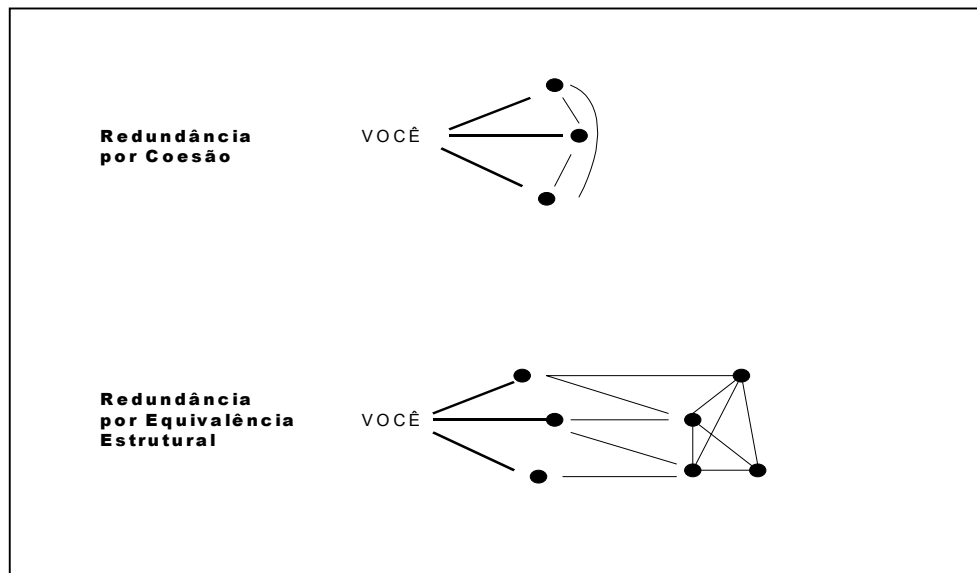 Redundância
por Coesão
VOCÊ
Redundância
por Equivalência
Estrutural
VOCÊ